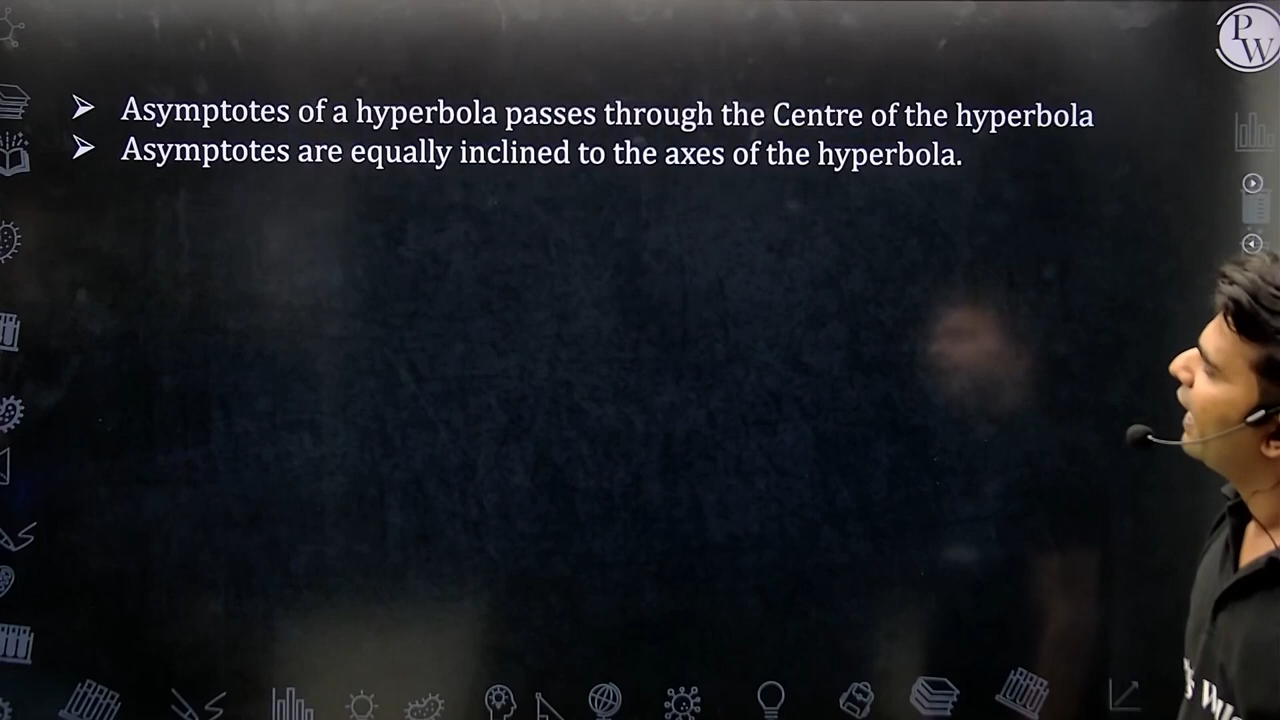 PW
➢ Asymptotes of a hyperbola passes through the Centre of the hyperbola
➢ Asymptotes are equally inclined to the axes of the hyperbola.